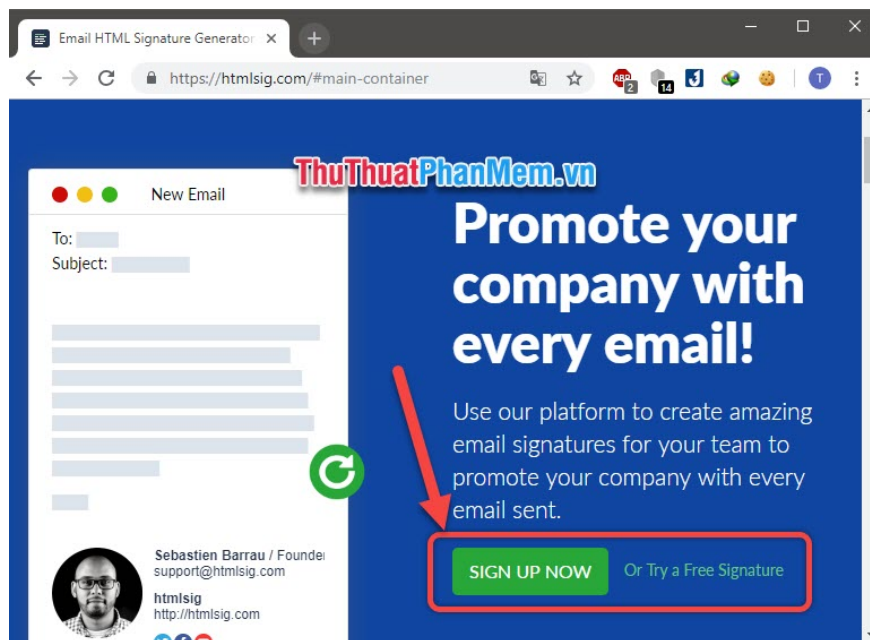 Email HTML Signature Generator
https://htmlsig.com/#main-container
ABP
2
14
T
ThuThuatPhanMem.vn
New Email
To:
Subject:
Promote your
company with
every email!
Use our platform to create amazing
email signatures for your team to
promote your company with every
email sent.
SIGN UP NOW
Or Try a Free Signature
Sebastien Barrau / Founder
support@htmlsig.com
htmlsig
http://htmlsig.com